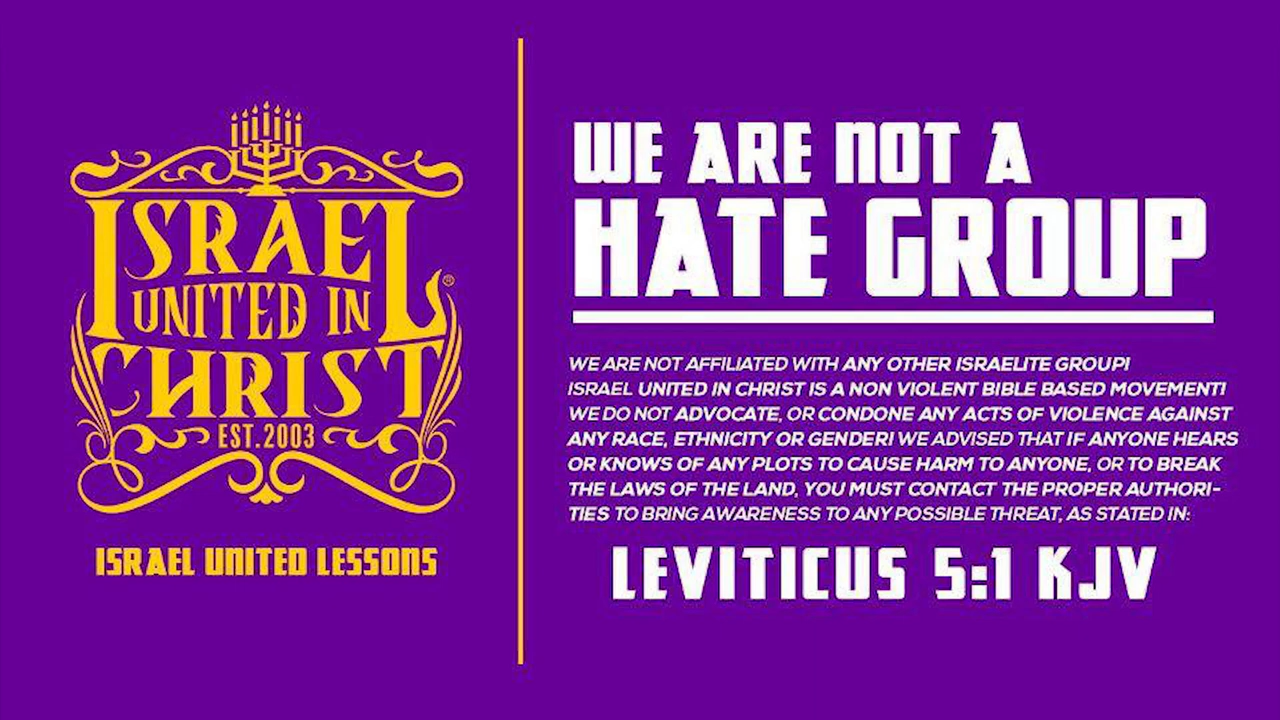 ISRAEL
UNITED IN
CHRIST
EST. 2003
®
ISRAEL UNITED LESSONS
WE ARE NOT A
HATE GROUP
WE ARE NOT AFFILIATED WITH ANY OTHER ISRAELITE GROUP!
ISRAEL UNITED IN CHRIST IS A NON VIOLENT BIBLE BASED MOVEMENT!
WE DO NOT ADVOCATE, OR CONDONE ANY ACTS OF VIOLENCE AGAINST
ANY RACE, ETHNICITY OR GENDER! WE ADVISED THAT IF ANYONE HEARS
OR KNOWS OF ANY PLOTS TO CAUSE HARM TO ANYONE, OR TO BREAK
THE LAWS OF THE LAND, YOU MUST CONTACT THE PROPER AUTHORI-
TIES TO BRING AWARENESS TO ANY POSSIBLE THREAT, AS STATED IN:
LEVITICUS 5:1 KJV